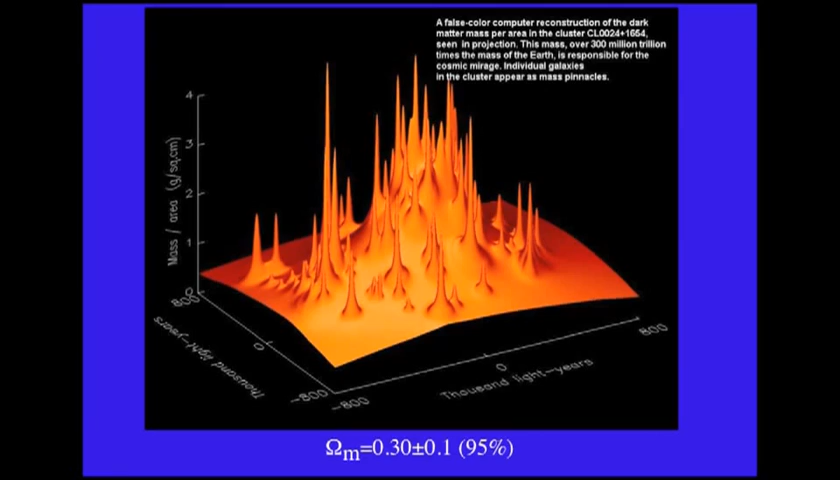 A false-color computer reconstruction of the dark
matter mass per area in the cluster CL0024+1654,
seen in projection. This mass, over 300 million trillion
times the mass of the Earth, is responsible for the
cosmic mirage. Individual galaxies
in the cluster appear as mass pinnacles.
4
3
2
1
0
Mass / area (g/sq.cm)
800
0
-800
Thousand light-years
-800
0
800
Thousand light-years
Ωm=0.30±0.1 (95%)